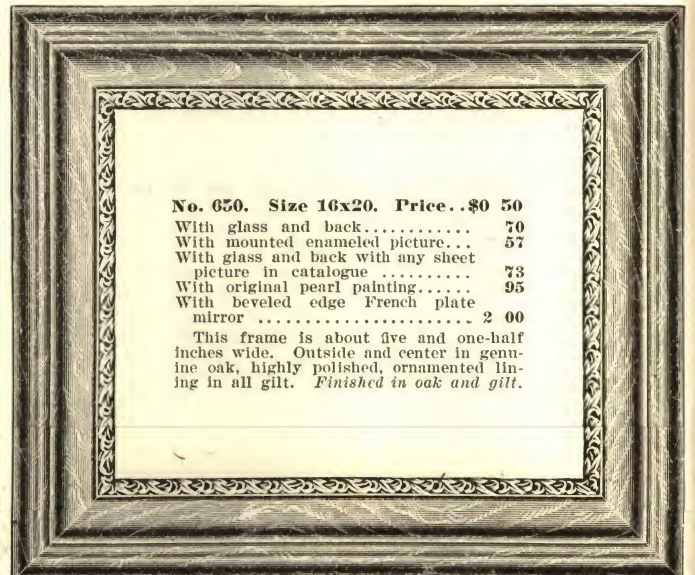 No. 650. Size 16x20. Price..$0 50
With glass and back............ 70
With mounted enameled picture... 57
With glass and back with any sheet
picture in catalogue .......... 73
With original pearl painting...... 95
With beveled edge French plate
mirror ........................ 2 00
This frame is about five and one-half
inches wide. Outside and center in genu-
ine oak, highly polished, ornamented lin-
ing in all gilt. Finished in oak and gilt.